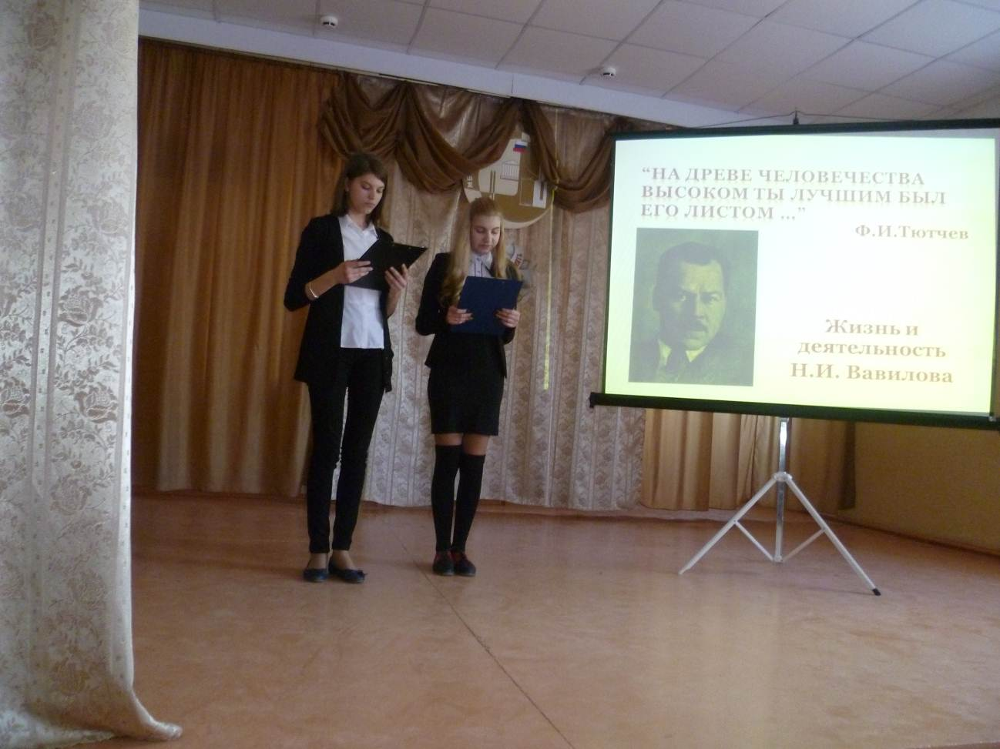 “НА ДРЕВЕ ЧЕЛОВЕЧЕСТВА
ВЫСОКОМ ТЫ ЛУЧШИМ БЫЛ
ЕГО ЛИСТОМ ...”
Ф.И.Тютчев
Жизнь и
деятельность
Н.И. Вавилова